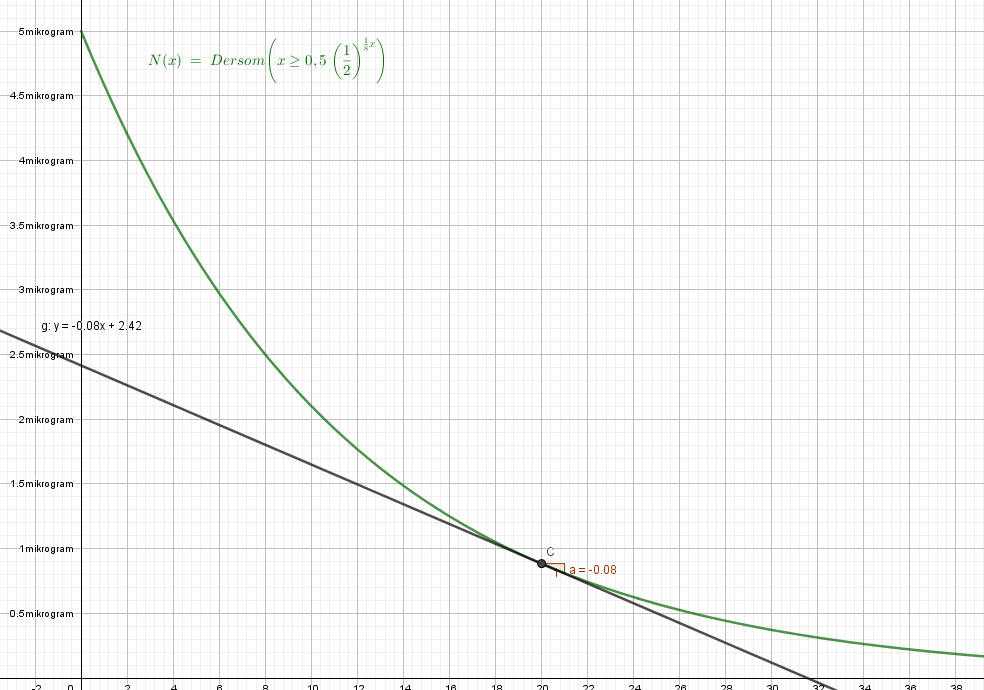 5mikrogram
N(x) = Dersom(x ≥ 0,5 (1/2)^(1/8 x))
4.5mikrogram
4mikrogram
3.5mikrogram
3mikrogram
g: y = -0.08x + 2.42
2.5mikrogram
2mikrogram
1.5mikrogram
1mikrogram
C
a = -0.08
0.5mikrogram
-2 0 2 4 6 8 10 12 14 16 18 20 22 24 26 28 30 32 34 36 38